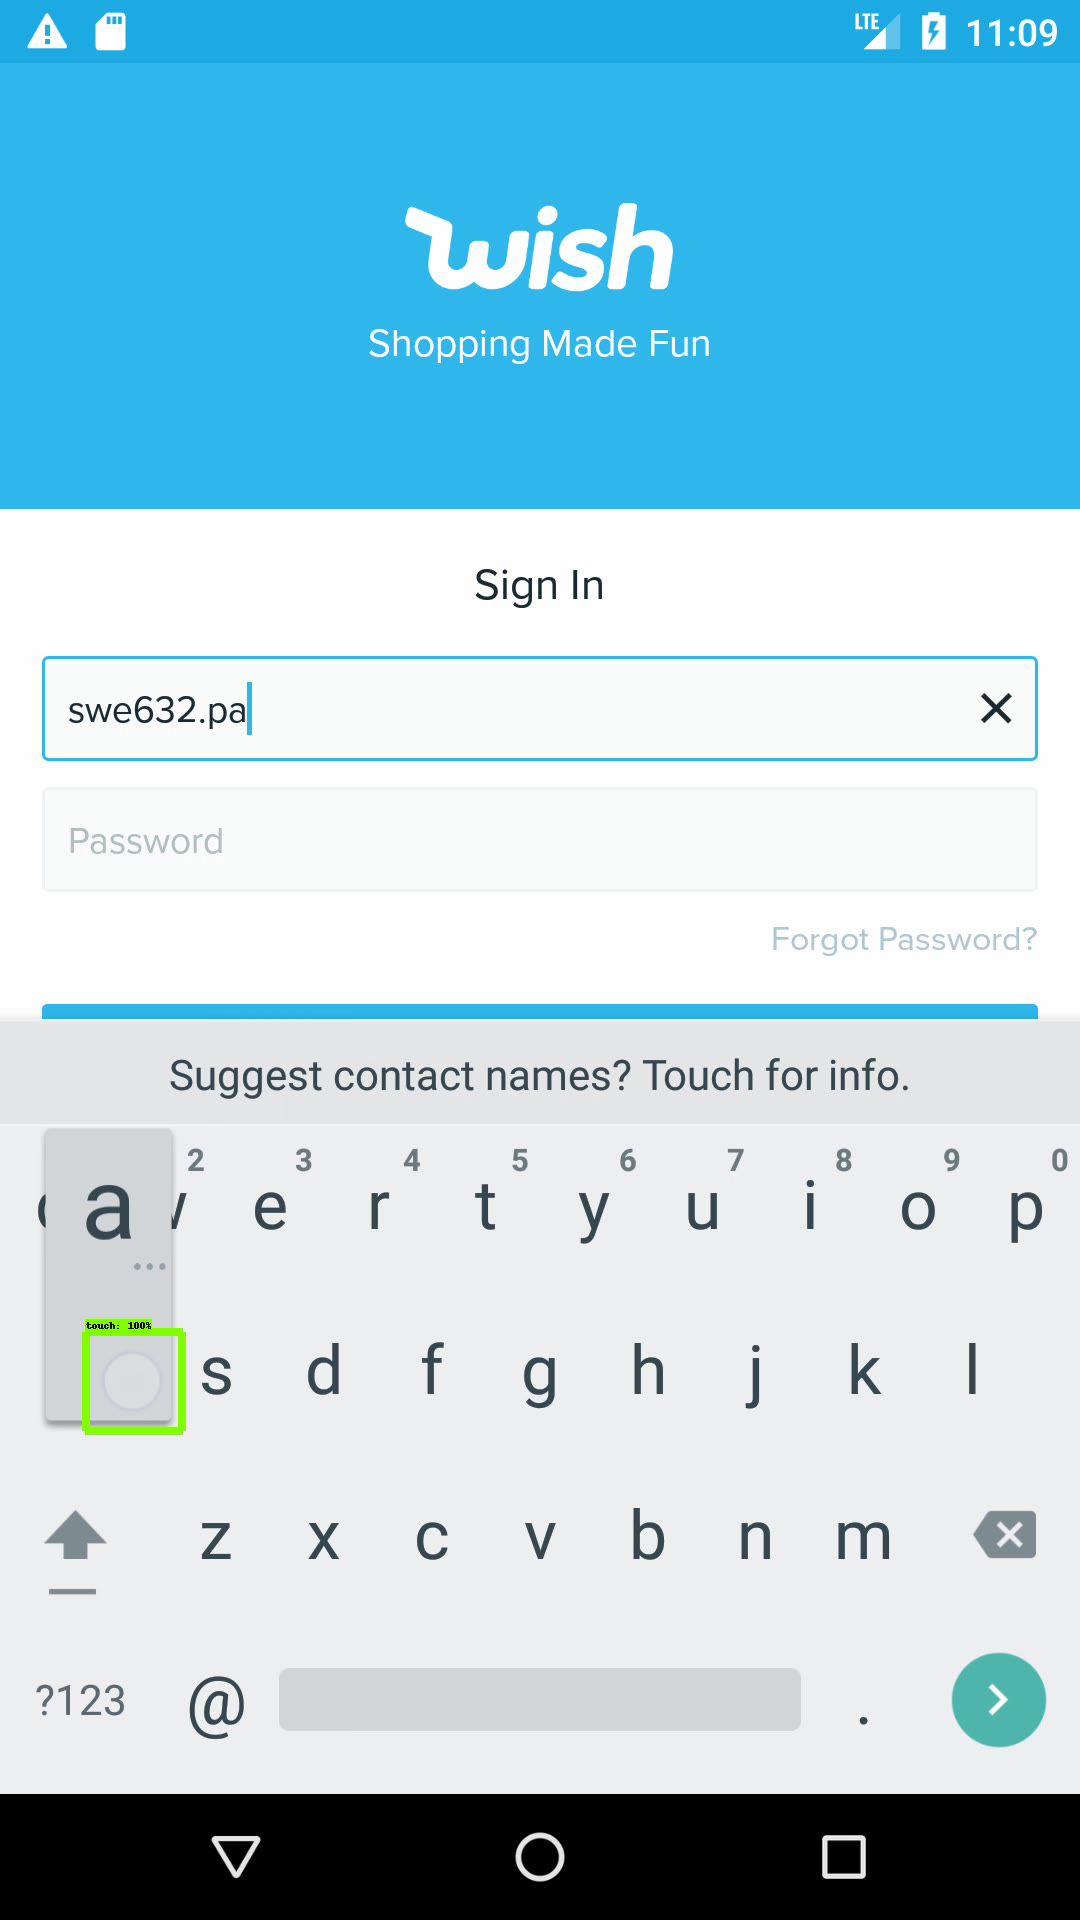 LTE 11:09
wish
Shopping Made Fun
Sign In
swe632.pa
Password
Forgot Password?
Suggest contact names? Touch for info.
2 3 4 5 6 7 8 9 0
a e r t y u i o p
...
touch: 100%
s d f g h j k l
z x c v b n m
?123 @ .